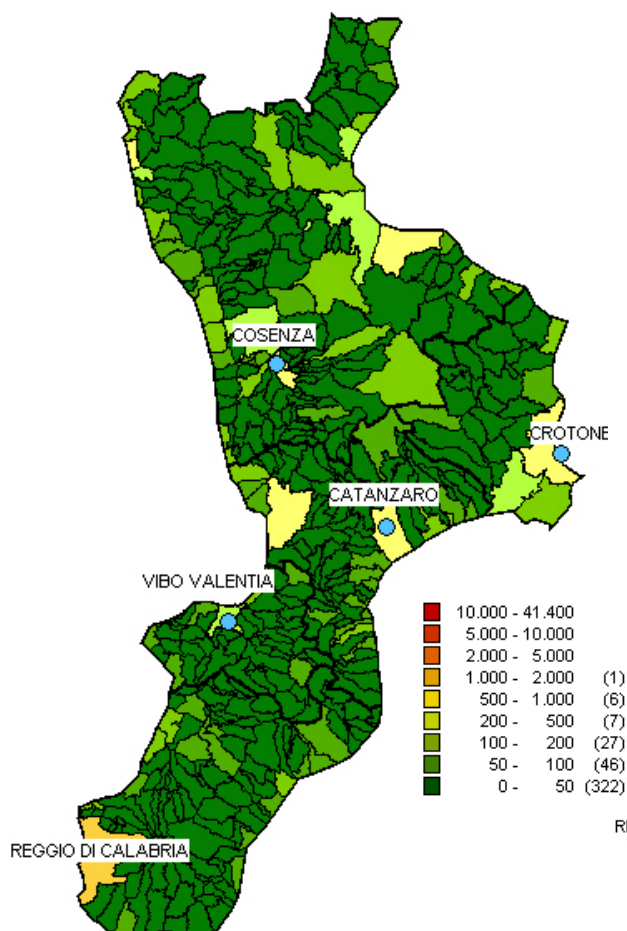 COSENZA
CROTONE
CATANZARO
VIBO VALENTIA
10.000 - 41.400
5.000 - 10.000
2.000 - 5.000
1.000 - 2.000 (1)
500 - 1.000 (6)
200 - 500 (7)
100 - 200 (27)
50 - 100 (46)
0 - 50 (322)
REGGIO DI CALABRIA